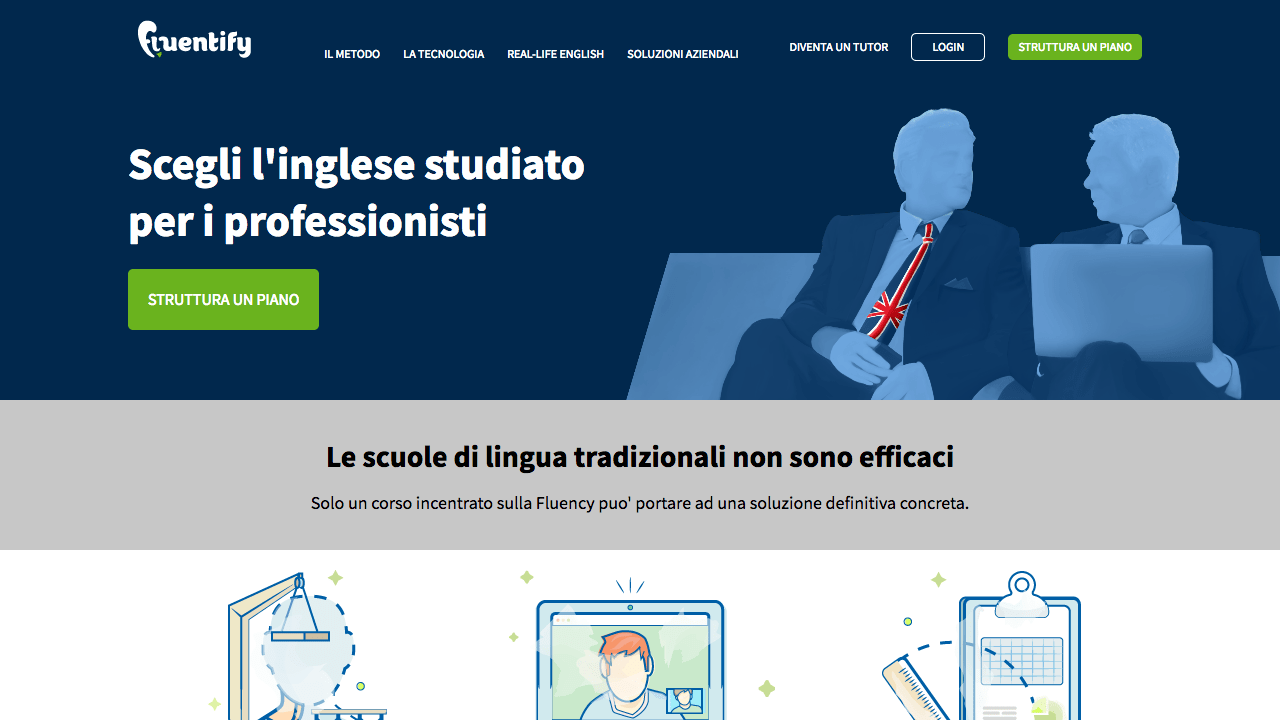 fluentify
IL METODO
LA TECNOLOGIA
REAL-LIFE ENGLISH
SOLUZIONI AZIENDALI
DIVENTA UN TUTOR
LOGIN
STRUTTURA UN PIANO
Scegli l'inglese studiato
per i professionisti
STRUTTURA UN PIANO
Le scuole di lingua tradizionali non sono efficaci
Solo un corso incentrato sulla Fluency puo' portare ad una soluzione definitiva concreta.